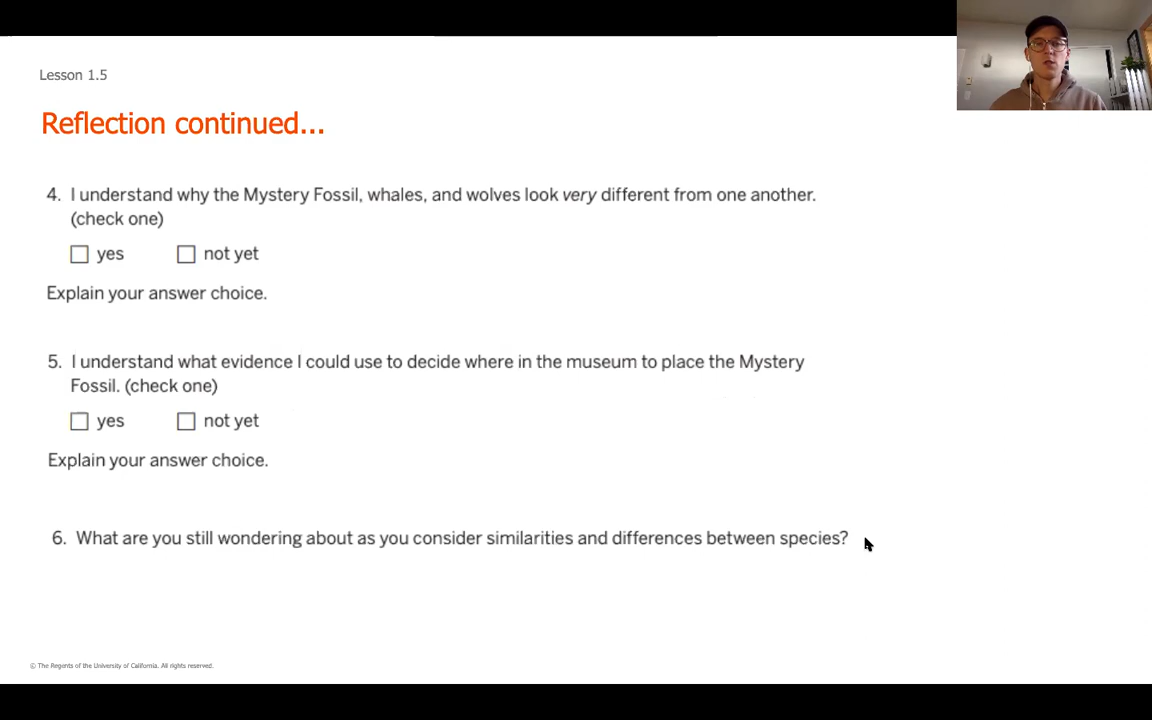 Lesson 1.5
Reflection continued...
4. I understand why the Mystery Fossil, whales, and wolves look very different from one another.
(check one)
yes not yet
Explain your answer choice.
5. I understand what evidence I could use to decide where in the museum to place the Mystery
Fossil. (check one)
yes not yet
Explain your answer choice.
6. What are you still wondering about as you consider similarities and differences between species?
© The Regents of the University of California. All rights reserved.